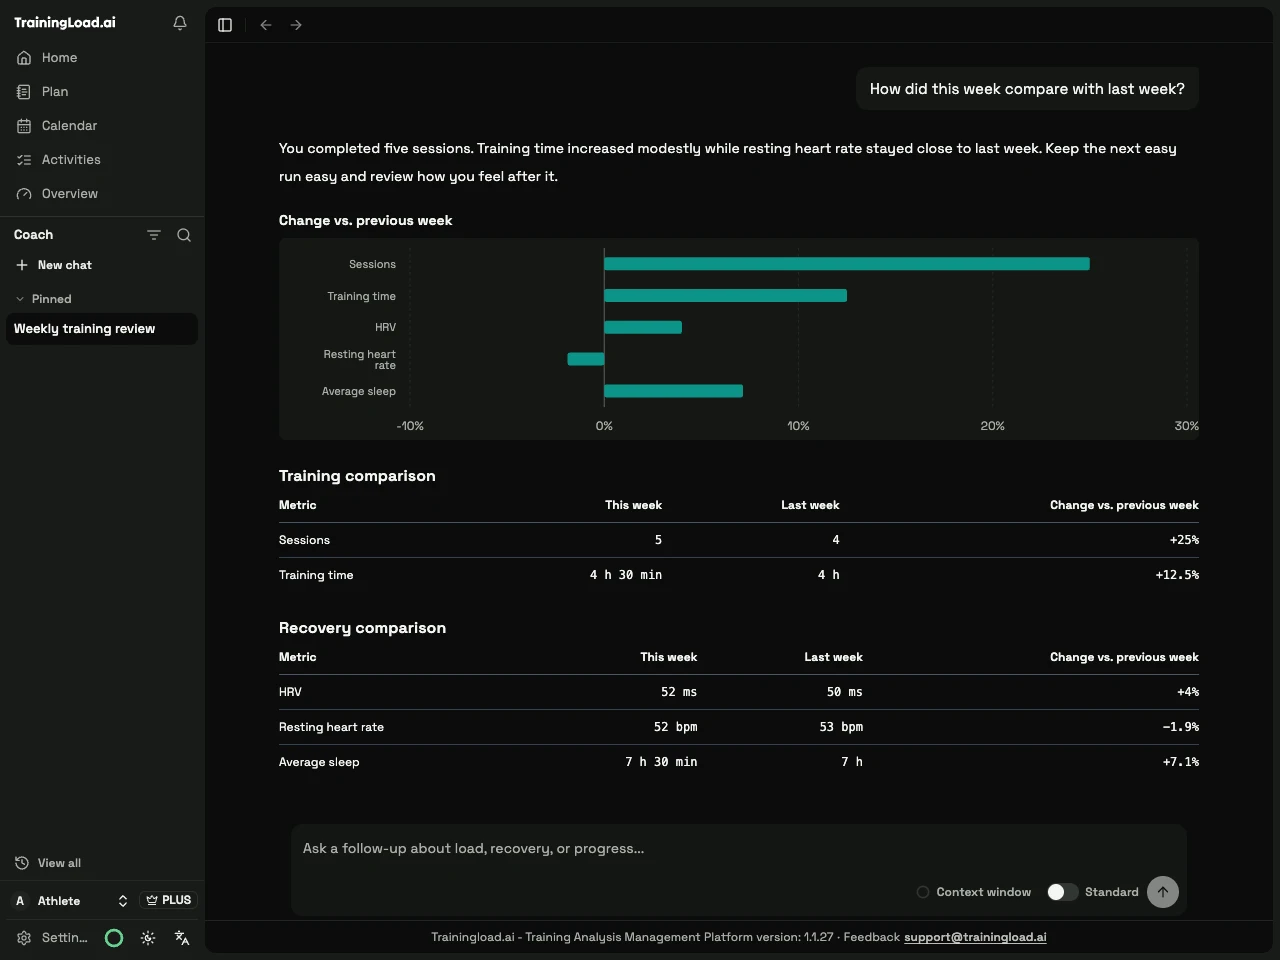 TrainingLoad.ai
Home
Plan
Calendar
Activities
Overview
Coach
New chat
Pinned
Weekly training review
View all
A Athlete PLUS
Settin...
How did this week compare with last week?
You completed five sessions. Training time increased modestly while resting heart rate stayed close to last week. Keep the next easy
run easy and review how you feel after it.
Change vs. previous week
Sessions
Training time
HRV
Resting heart
rate
Average sleep
-10% 0% 10% 20% 30%
Training comparison
Metric This week Last week Change vs. previous week
Sessions 5 4 +25%
Training time 4 h 30 min 4 h +12.5%
Recovery comparison
Metric This week Last week Change vs. previous week
HRV 52 ms 50 ms +4%
Resting heart rate 52 bpm 53 bpm −1.9%
Average sleep 7 h 30 min 7 h +7.1%
Ask a follow-up about load, recovery, or progress...
Context window Standard
Trainingload.ai - Training Analysis Management Platform version: 1.1.27 · Feedback support@trainingload.ai